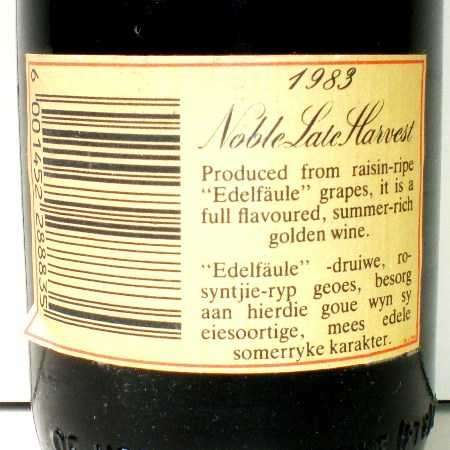 1983
Noble Late Harvest
Produced from raisin-ripe
"Edelfäule" grapes, it is a
full flavoured, summer-rich
golden wine.
"Edelfäule" -druiwe, ro-
syntjie-ryp geoes, besorg
aan hierdie goue wyn sy
eiesoortige, mees edele
somerryke karakter.
6 001452 288835